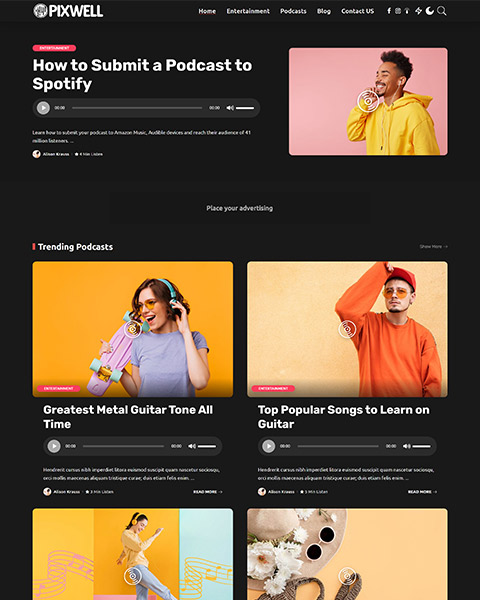 PIXWELL
Home Entertainment Podcasts Blog Contact US
ENTERTAINMENT
How to Submit a Podcast to
Spotify
00:00 00:00
Learn how to submit your podcast to Amazon Music, Audible devices and reach their audience of 41
million listeners. ...
Alison Krauss 4 Min Listen
Place your advertising
Trending Podcasts
Show More
ENTERTAINMENT
Greatest Metal Guitar Tone All
Time
00:00 00:00
Hendrerit cursus nibh imperdiet litora euismod suscipit quam nascetur sociosqu,
orci mollis maecenas aliquam tristique curae; duis etiam felis enim. ...
Alison Krauss 3 Min Listen READ MORE
ENTERTAINMENT
Top Popular Songs to Learn on
Guitar
00:00 00:00
Hendrerit cursus nibh imperdiet litora euismod suscipit quam nascetur sociosqu,
orci mollis maecenas aliquam tristique curae; duis etiam felis enim. ...
Alison Krauss 3 Min Listen READ MORE